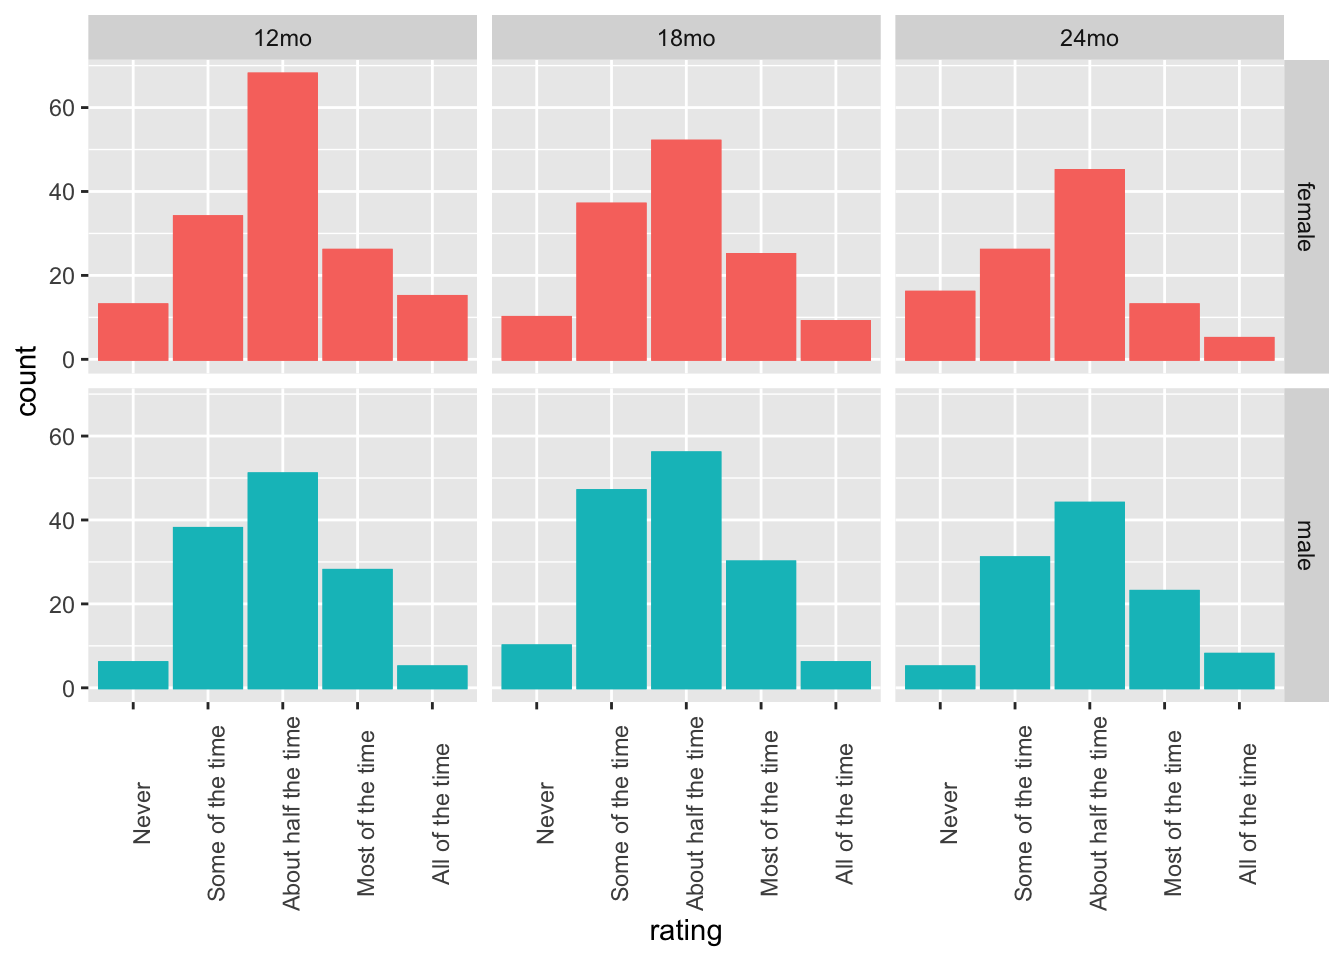 12mo
18mo
24mo
60
40
20
0
female
count
60
40
20
0
male
Never
Some of the time
About half the time
Most of the time
All of the time
Never
Some of the time
About half the time
Most of the time
All of the time
Never
Some of the time
About half the time
Most of the time
All of the time
rating